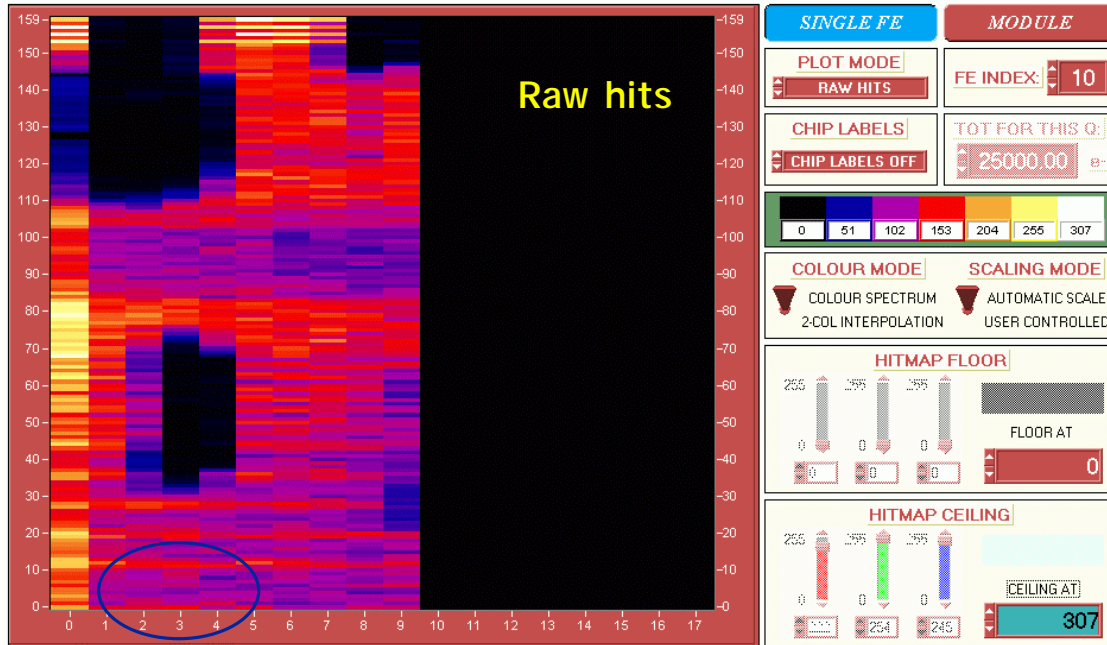 Raw hits
159-
150-
140-
130-
120-
110-
100-
90-
80-
70-
60-
50-
40-
30-
20-
10-
0-
-159
-150
-140
-130
-120
-110
-100
-90
-80
-70
-60
-50
-40
-30
-20
-10
-0
0 1 2 3 4 5 6 7 8 9 10 11 12 13 14 15 16 17
SINGLE FE MODULE
PLOT MODE
RAW HITS
FE INDEX: 10
CHIP LABELS
CHIP LABELS OFF
TOT FOR THIS Q:
25000.00 e-
0 51 102 153 204 255 307
COLOUR MODE SCALING MODE
COLOUR SPECTRUM AUTOMATIC SCALE
2-COL INTERPOLATION USER CONTROLLED
HITMAP FLOOR
255 255 255
0 0 0
0 0 0
FLOOR AT
0
HITMAP CEILING
255 255 255
0 0 0
254 245
CEILING AT
307